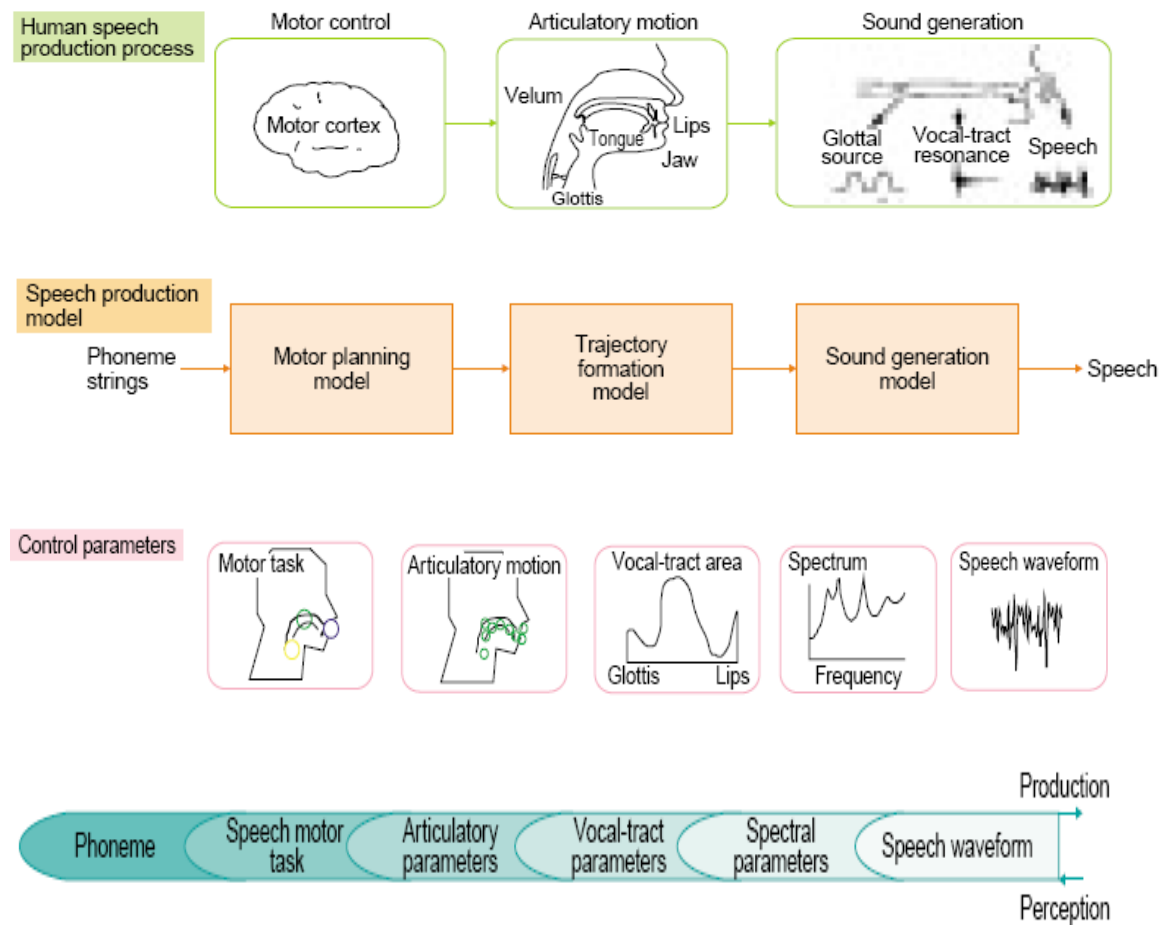 Human speech
production process
Motor control
Articulatory motion
Sound generation
Motor cortex
Velum
Tongue
Lips
Jaw
Glottis
Glottal
source
Vocal-tract
resonance
Speech
Speech production
model
Phoneme
strings
Motor planning
model
Trajectory
formation
model
Sound generation
model
Speech
Control parameters
Motor task
Articulatory motion
Vocal-tract area
Glottis
Lips
Spectrum
Frequency
Speech waveform
Production
Phoneme
Speech motor
task
Articulatory
parameters
Vocal-tract
parameters
Spectral
parameters
Speech waveform
Perception